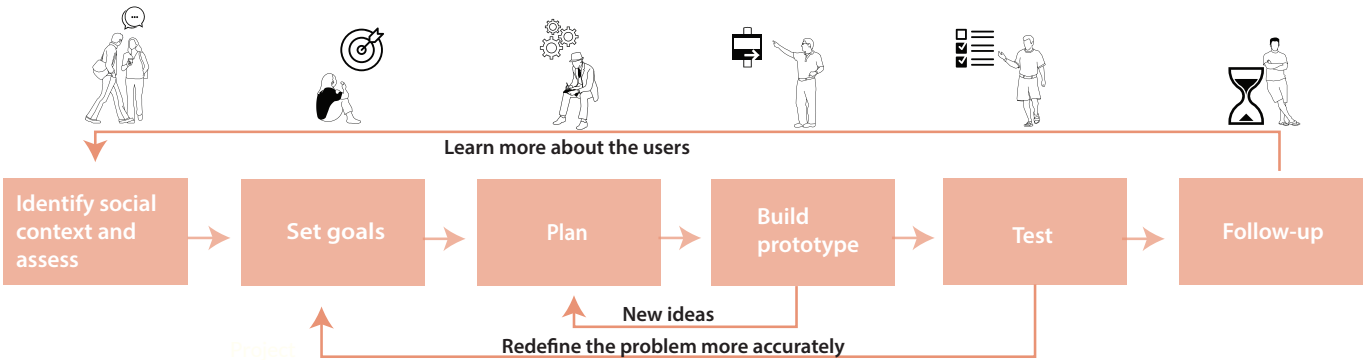 Learn more about the users
Identify social
context and
assess
Set goals
Plan
Build
prototype
Test
Follow-up
New ideas
Redefine the problem more accurately